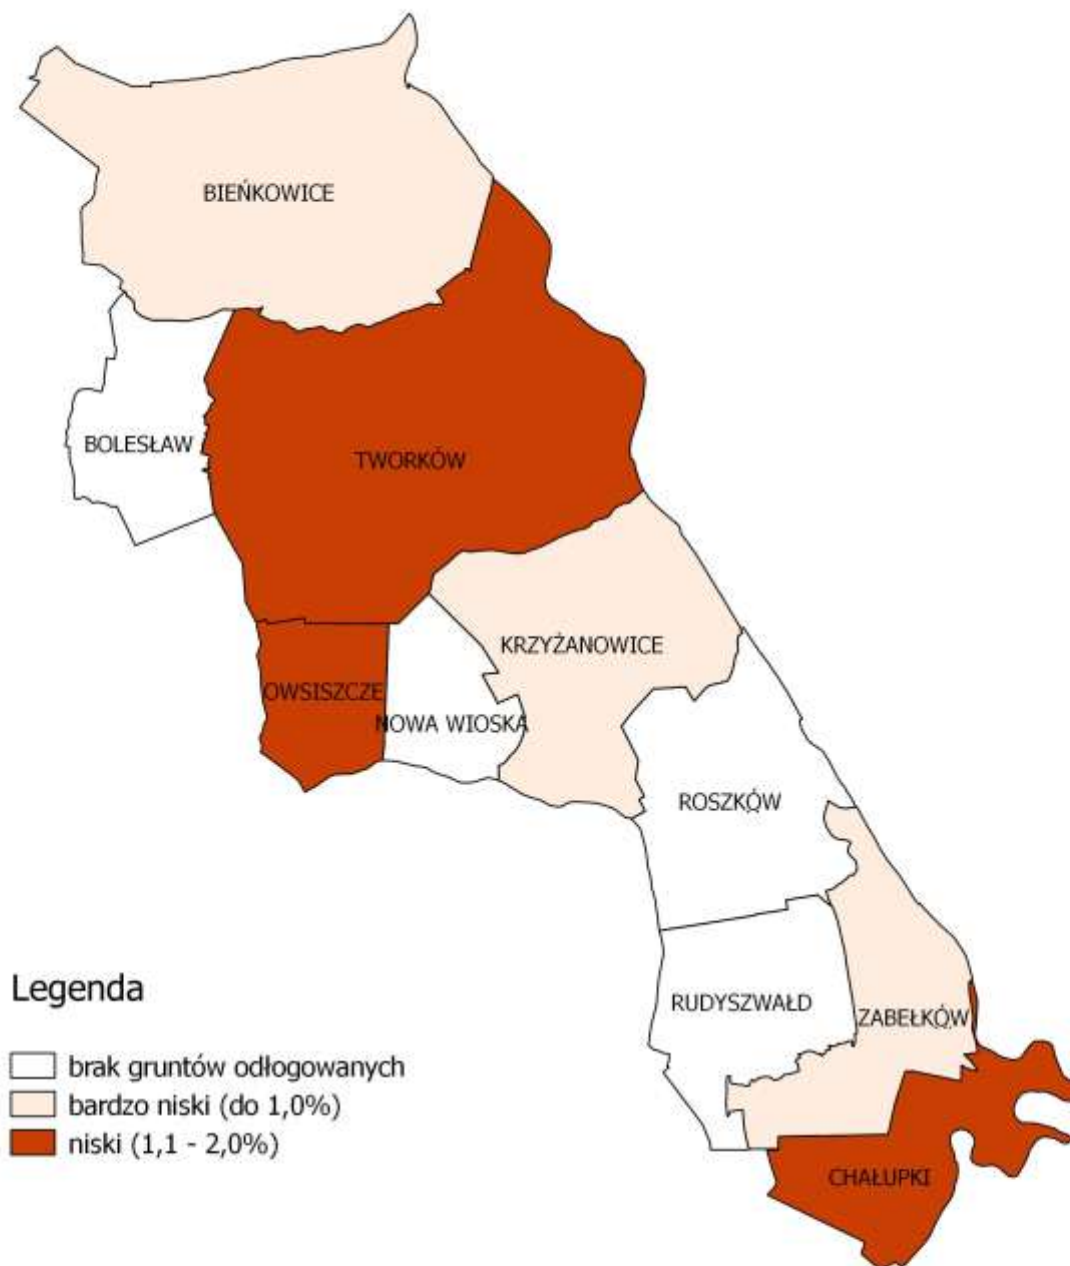 BIEŃKOWICE
BOLESŁAW
TWORKÓW
KRZYŻANOWICE
OWSISZCZE
NOWA WIOSKA
ROSZKÓW
RUDYSZWAŁD
ZABEŁKÓW
CHAŁUPKI
Legenda
brak gruntów odłogowanych
bardzo niski (do 1,0%)
niski (1,1 - 2,0%)